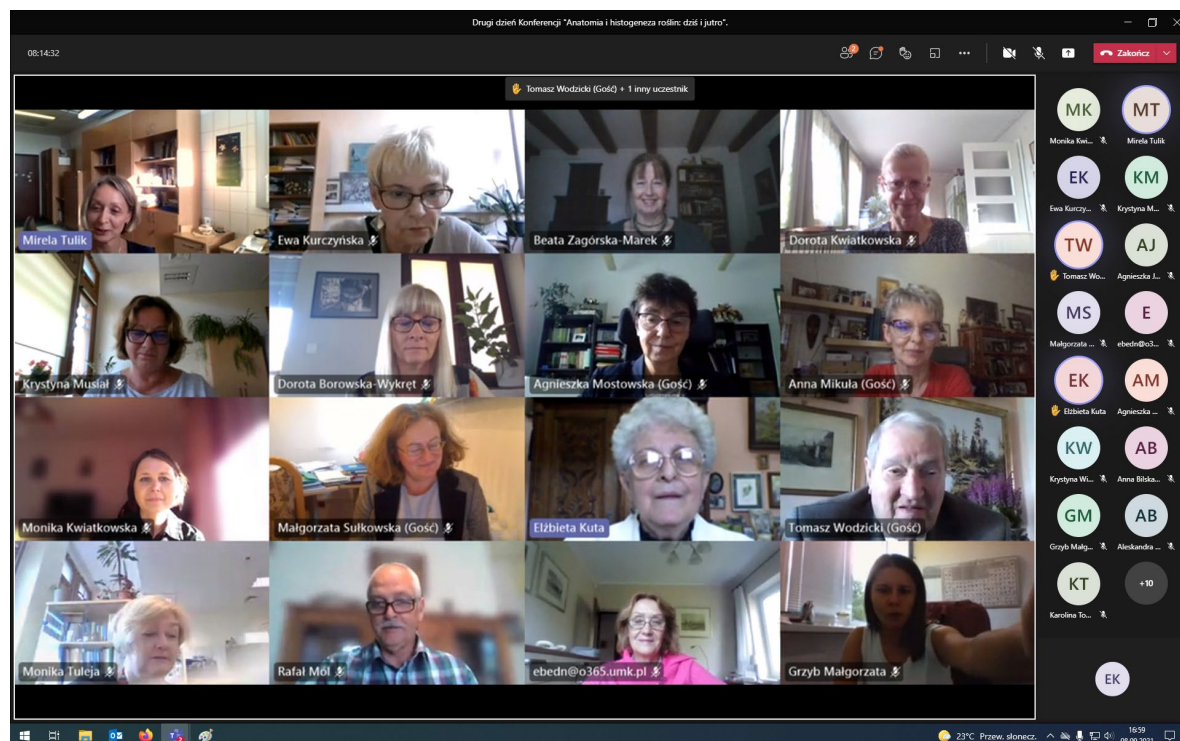 Drugi dzień Konferencji "Anatomia i histogeneza roślin: dziś i jutro".
08:14:32
2
Zakończ
Tomasz Wodzicki (Gość) + 1 inny uczestnik
Mirela Tulik
Ewa Kurczyńska
Beata Zagórska-Marek
Dorota Kwiatkowska
Krystyna Musiał
Dorota Borowska-Wykręt
Agnieszka Mostowska (Gość)
Anna Mikuła (Gość)
Monika Kwiatkowska
Małgorzata Sułkowska (Gość)
Elżbieta Kuta
Tomasz Wodzicki (Gość)
Monika Tuleja
Rafał Mól
ebedn@o365.umk.pl
Grzyb Małgorzata
MK
MT
Monika Kwi...
Mirela Tulik
EK
KM
Ewa Kurczy...
Krystyna M...
TW
AJ
Tomasz Wo...
Agnieszka J...
MS
E
Małgorzata ...
ebedn@o3...
EK
AM
Elżbieta Kuta
Agnieszka ...
KW
AB
Krystyna Wi...
Anna Bilska...
GM
AB
Grzyb Małg...
Aleskandra ...
KT
+10
Karolina To...
EK
23°C Przew. słonecz.
16:59
08.09.2021